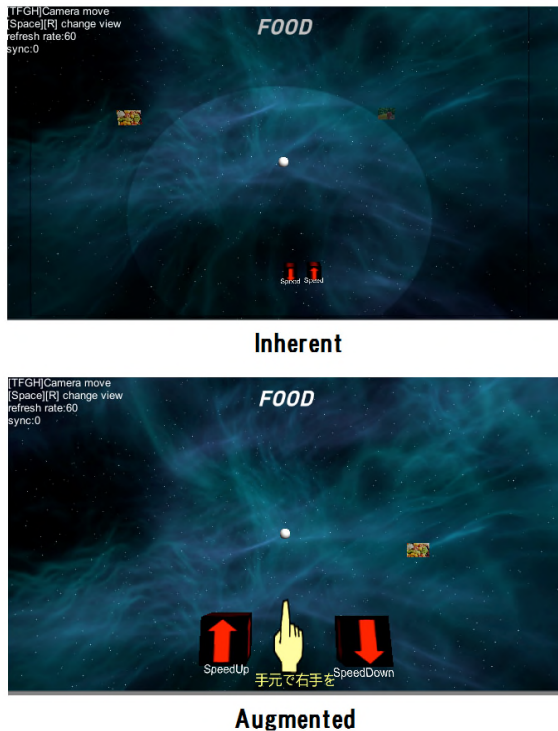 [TFGH]Camera move
[Space][R] change view
refresh rate:60
sync:0
FOOD
Speed Speed
Inherent
[TFGH]Camera move
[Space][R] change view
refresh rate:60
sync:0
FOOD
SpeedUp
手元で右手を
SpeedDown
Augmented